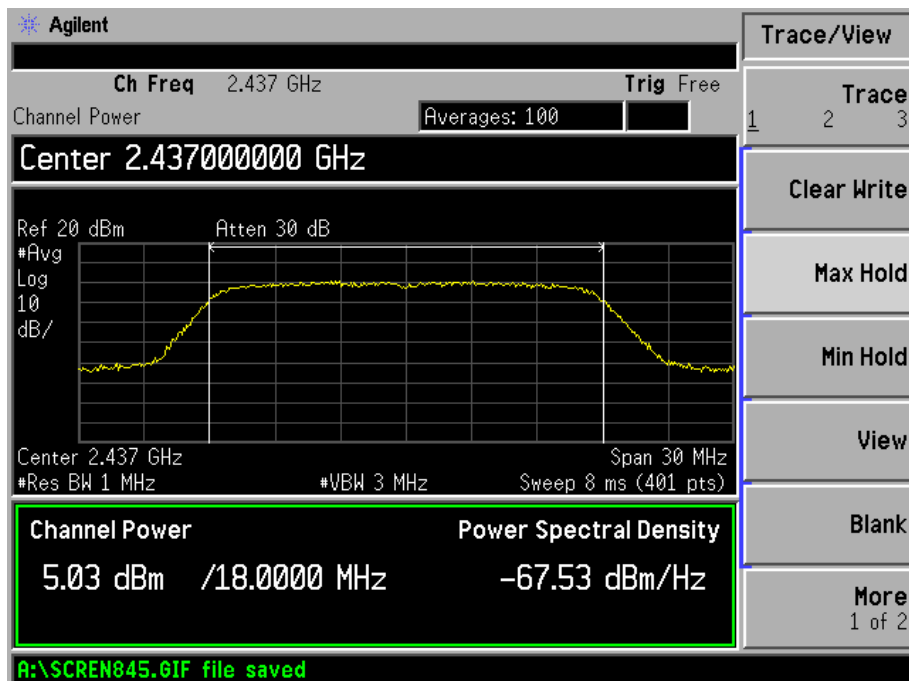 Agilent
Trace/View
Ch Freq 2.437 GHz Trig Free
Channel Power Averages: 100
Trace
1 2 3
Center 2.437000000 GHz
Clear Write
Ref 20 dBm Atten 30 dB
#Avg
Log
10
dB/
Max Hold
Min Hold
View
Center 2.437 GHz Span 30 MHz
#Res BW 1 MHz #VBW 3 MHz Sweep 8 ms (401 pts)
Channel Power Power Spectral Density
5.03 dBm /18.0000 MHz -67.53 dBm/Hz
Blank
More
1 of 2
A:\SCREN845.GIF file saved